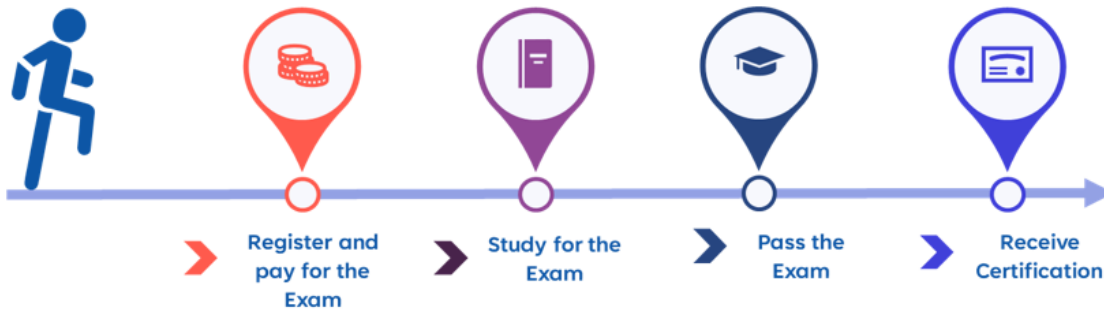 Register and
pay for the
Exam
Study for the
Exam
Pass the
Exam
Receive
Certification